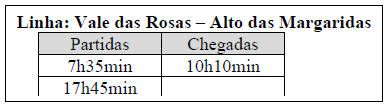 Linha: Vale das Rosas – Alto das Margaridas
Partidas Chegadas
7h35min 10h10min
17h45min